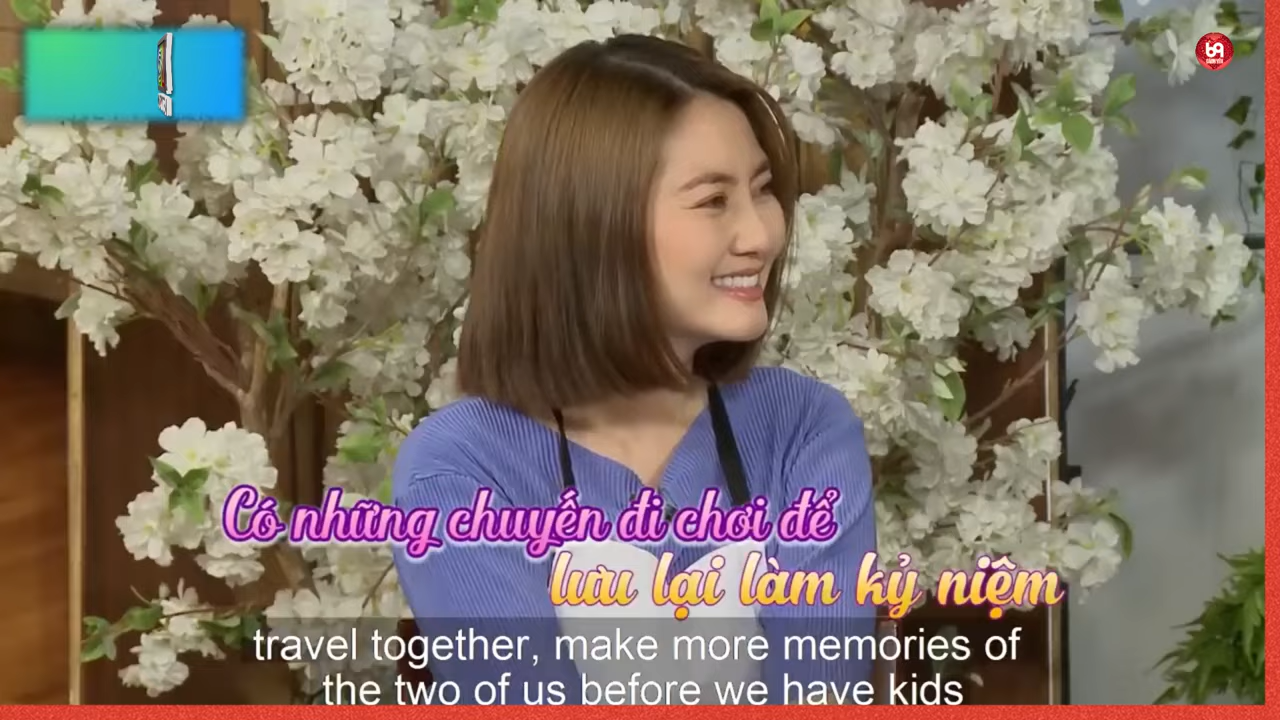 Có những chuyến đi chơi để
lưu lại làm kỷ niệm
travel together, make more memories of
the two of us before we have kids